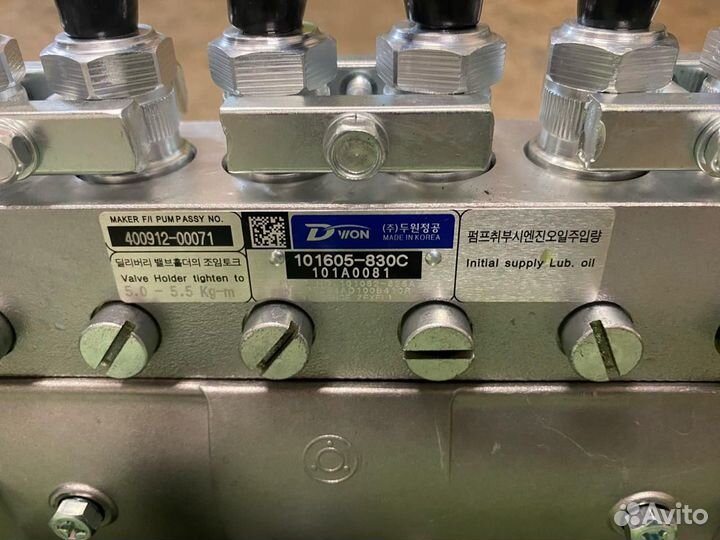 MAKER F/I PUMP ASSY NO.
400912-00071
딜리버리 밸브홀더의 조임토크
Valve Holder tighten to
5.0 - 5.5 Kg-m
DWON
(주)두원정공
MADE IN KOREA
101605-830C
101A0081
펌프취부시엔진오일주입량
Initial supply Lub. oil
Avito